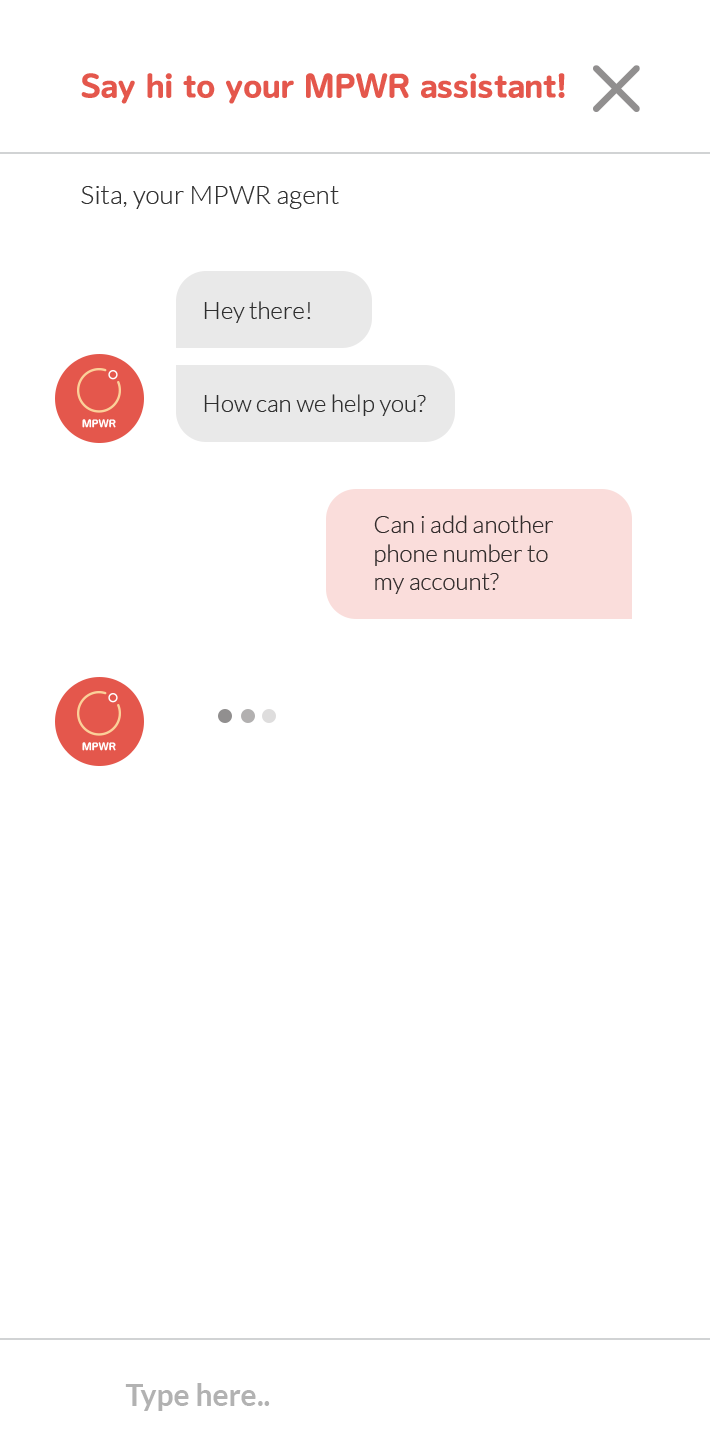 Say hi to your MPWR assistant!
Sita, your MPWR agent
Hey there!
MPWR
How can we help you?
Can i add another
phone number to
my account?
MPWR
Type here..